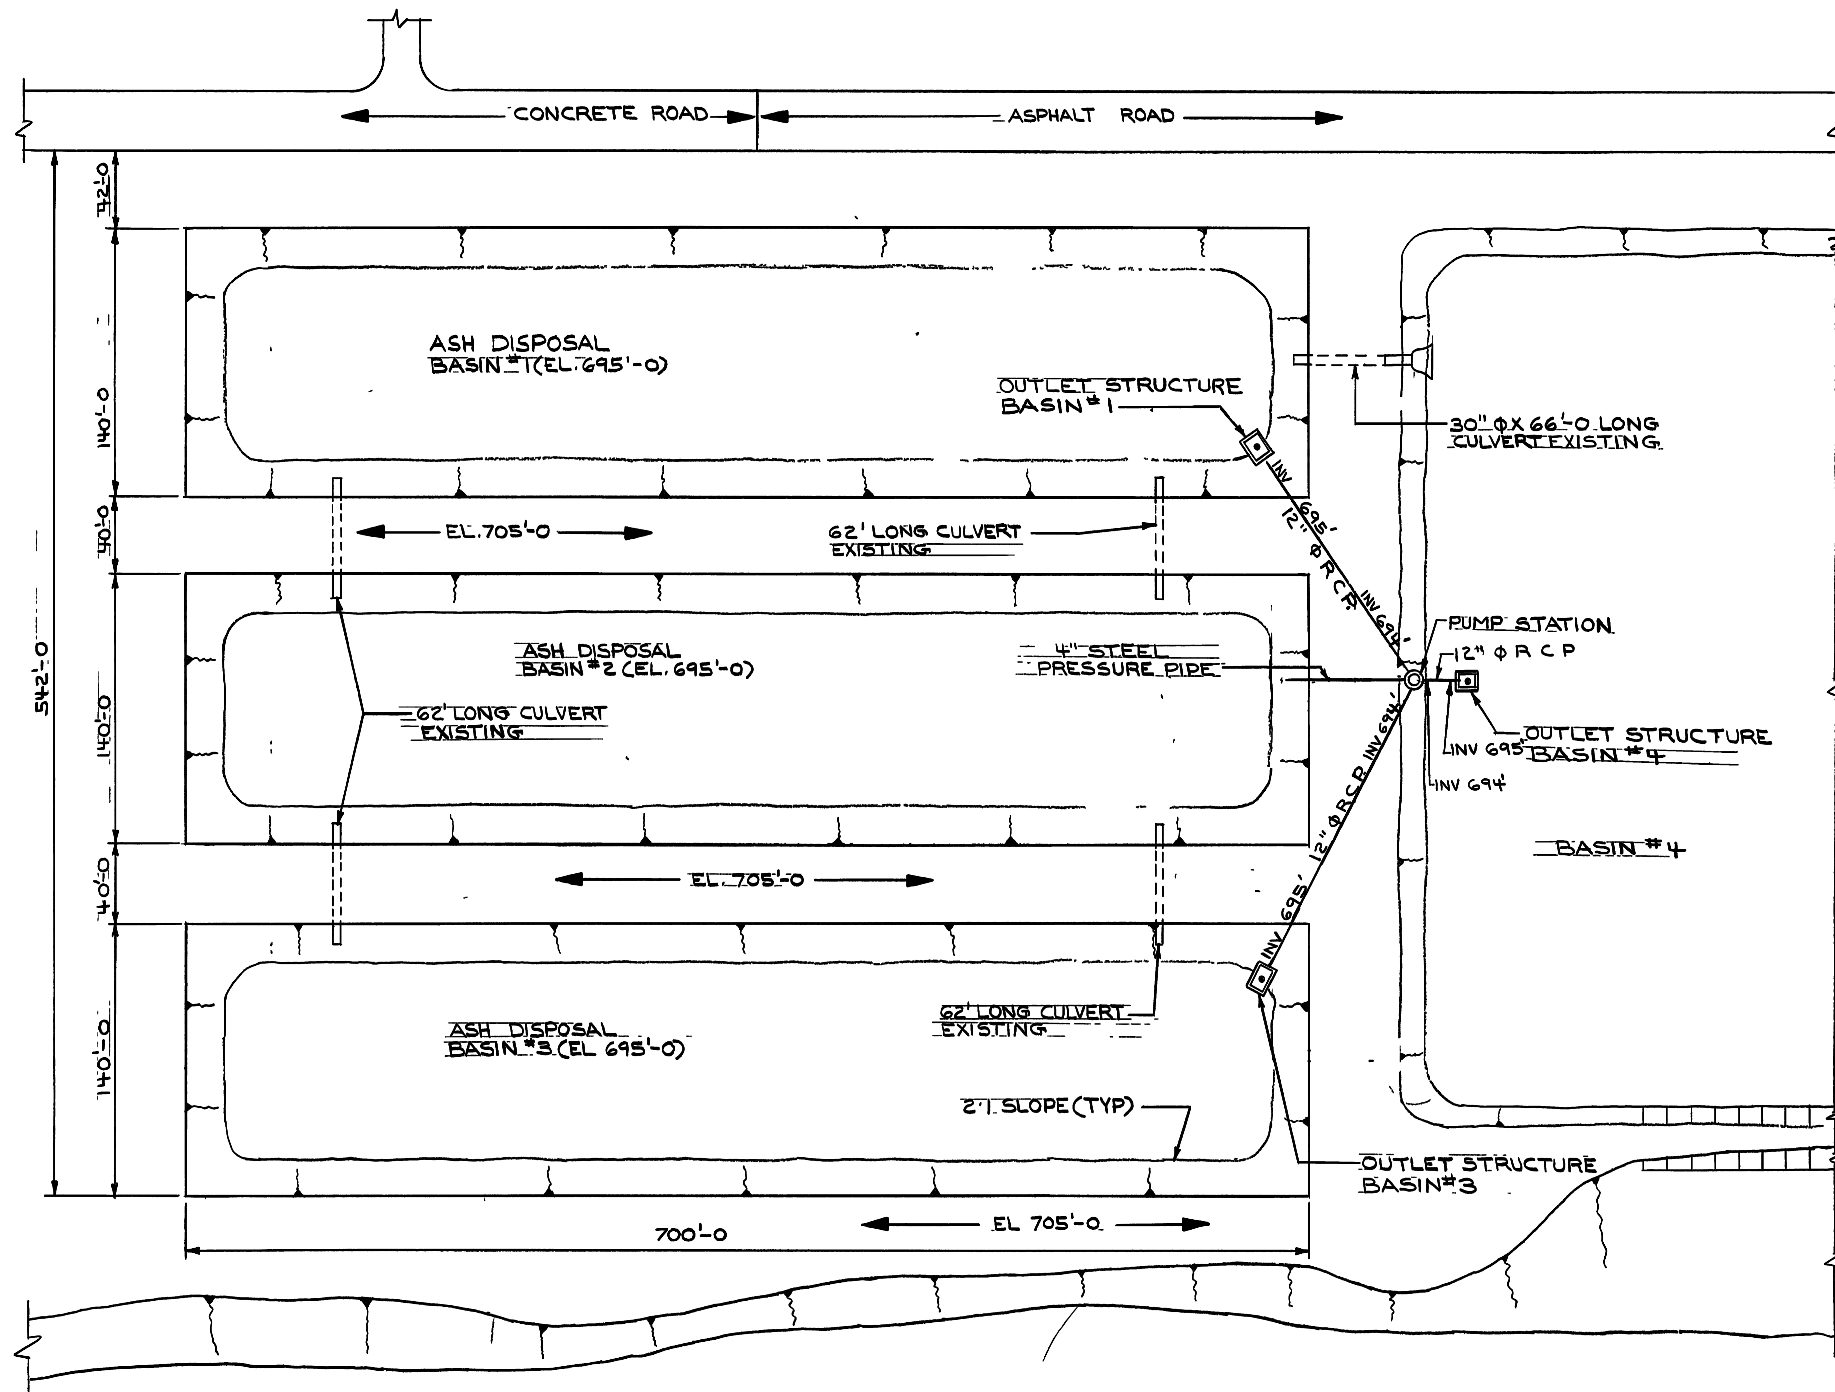 CONCRETE ROAD
ASPHALT ROAD
42'-0
140'-0
40'-0
140'-0
40'-0
140'-0
542'-0
ASH DISPOSAL
BASIN #1 (EL. 695'-0)
OUTLET STRUCTURE
BASIN #1
30" Φ X 66'-0 LONG
CULVERT EXISTING
INV 695'
12" Φ R C P.
INV 694'
EL. 705'-0
62' LONG CULVERT
EXISTING
ASH DISPOSAL
BASIN #2 (EL. 695'-0)
4" STEEL
PRESSURE PIPE
PUMP STATION
12" Φ R C P
62' LONG CULVERT
EXISTING
OUTLET STRUCTURE
BASIN #4
INV 695'
INV 694'
INV 694'
12" Φ R.C.P.
INV 695'
BASIN #4
EL. 705'-0
62' LONG CULVERT
EXISTING
ASH DISPOSAL
BASIN #3 (EL 695'-0)
2:1 SLOPE (TYP)
OUTLET STRUCTURE
BASIN #3
EL 705'-0
700'-0